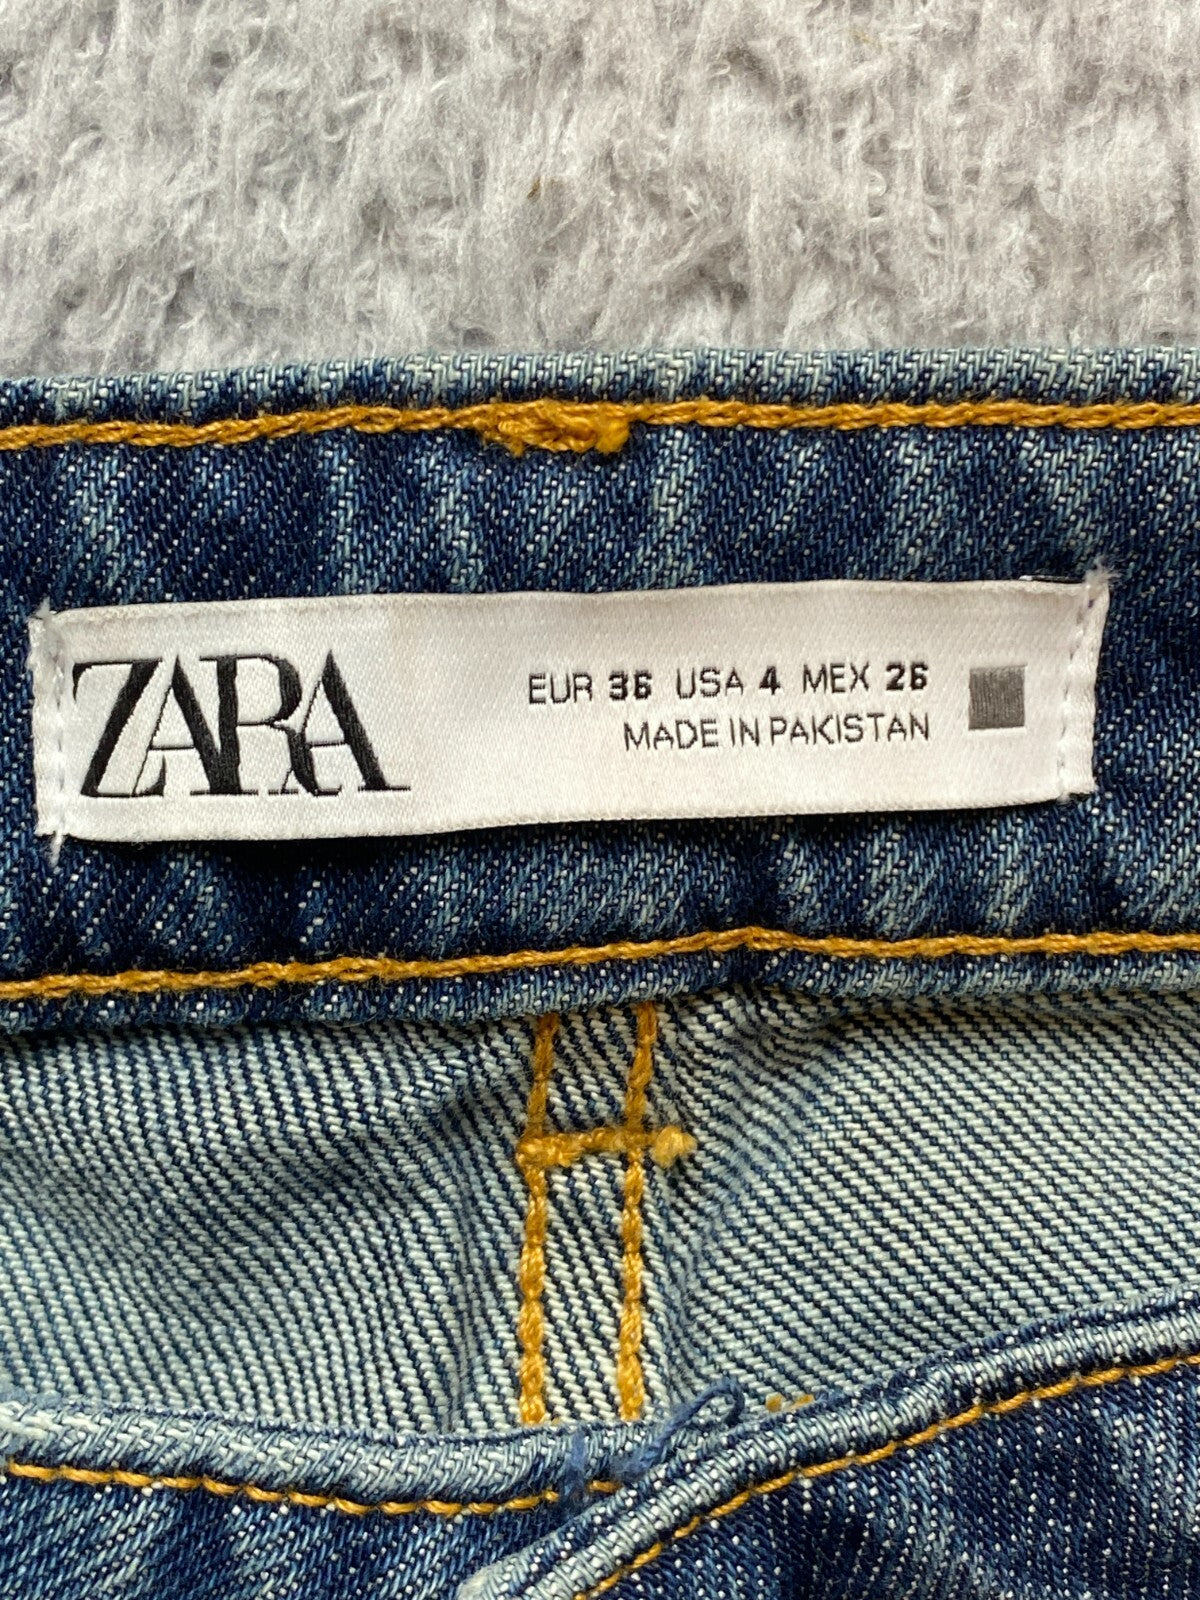 ZARA
EUR 36 USA 4 MEX 26
MADE IN PAKISTAN